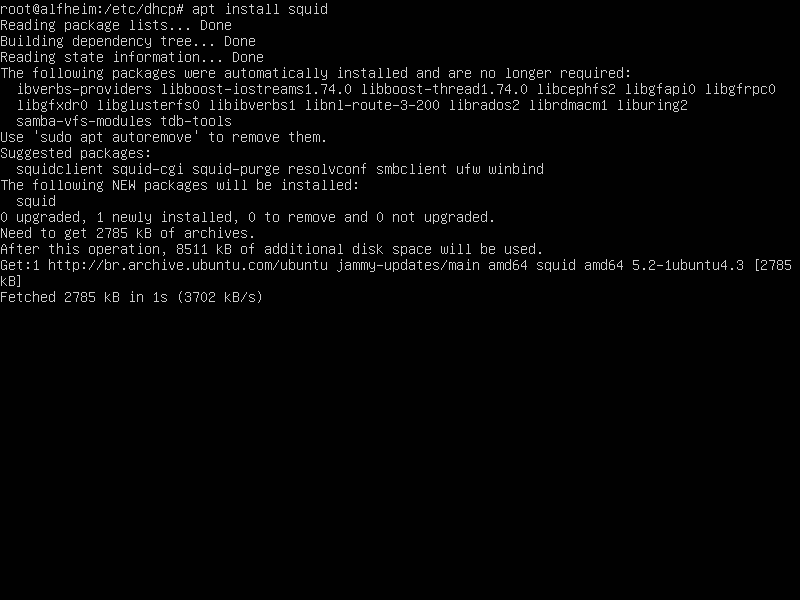 root@alfheim:/etc/dhcp# apt install squid
Reading package lists... Done
Building dependency tree... Done
Reading state information... Done
The following packages were automatically installed and are no longer required:
  ibverbs-providers libboost-iostreams1.74.0 libboost-thread1.74.0 libcephfs2 libgfapi0 libgfrpc0
  libgfxdr0 libglusterfs0 libibverbs1 libnl-route-3-200 librados2 librdmacm1 liburing2
  samba-vfs-modules tdb-tools
Use 'sudo apt autoremove' to remove them.
Suggested packages:
  squidclient squid-cgi squid-purge resolvconf smbclient ufw winbind
The following NEW packages will be installed:
  squid
0 upgraded, 1 newly installed, 0 to remove and 0 not upgraded.
Need to get 2785 kB of archives.
After this operation, 8511 kB of additional disk space will be used.
Get:1 http://br.archive.ubuntu.com/ubuntu jammy-updates/main amd64 squid amd64 5.2-1ubuntu4.3 [2785
kB]
Fetched 2785 kB in 1s (3702 kB/s)